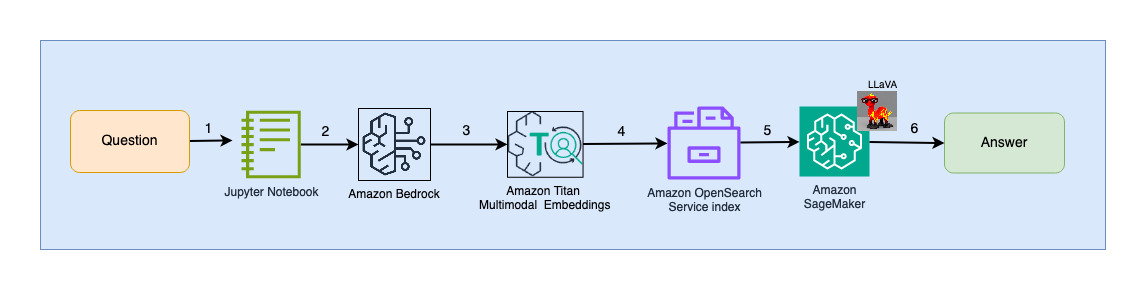 LLaVA
1
2
3
4
5
6
Question
Answer
Jupyter Notebook
Amazon Bedrock
Amazon Titan
Multimodal Embeddings
Amazon OpenSearch
Service index
Amazon
SageMaker
T